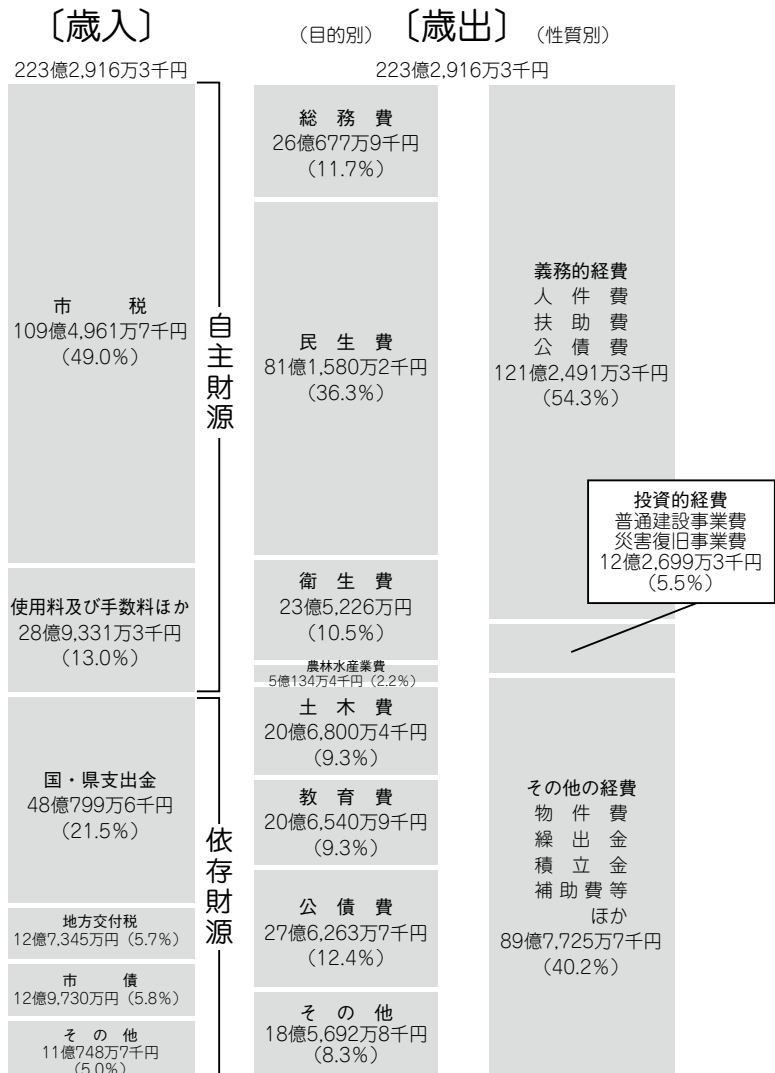 〔歳入〕
223億2,916万3千円
市　税
109億4,961万7千円
(49.0%)
使用料及び手数料ほか
28億9,331万3千円
(13.0%)
自主財源
国・県支出金
48億799万6千円
(21.5%)
地方交付税
12億7,345万円 (5.7%)
市　債
12億9,730万円 (5.8%)
そ の 他
11億748万7千円
(5.0%)
依存財源
（目的別）〔歳出〕（性質別）
223億2,916万3千円
総 務 費
26億677万9千円
(11.7%)
民 生 費
81億1,580万2千円
(36.3%)
衛 生 費
23億5,226万円
(10.5%)
農林水産業費
5億134万4千円 (2.2%)
土 木 費
20億6,800万4千円
(9.3%)
教 育 費
20億6,540万9千円
(9.3%)
公 債 費
27億6,263万7千円
(12.4%)
そ の 他
18億5,692万8千円
(8.3%)
義務的経費
人 件 費
扶 助 費
公 債 費
121億2,491万3千円
(54.3%)
投資的経費
普通建設事業費
災害復旧事業費
12億2,699万3千円
(5.5%)
その他の経費
物 件 費
繰 出 金
積 立 金
補 助 費 等
ほか
89億7,725万7千円
(40.2%)